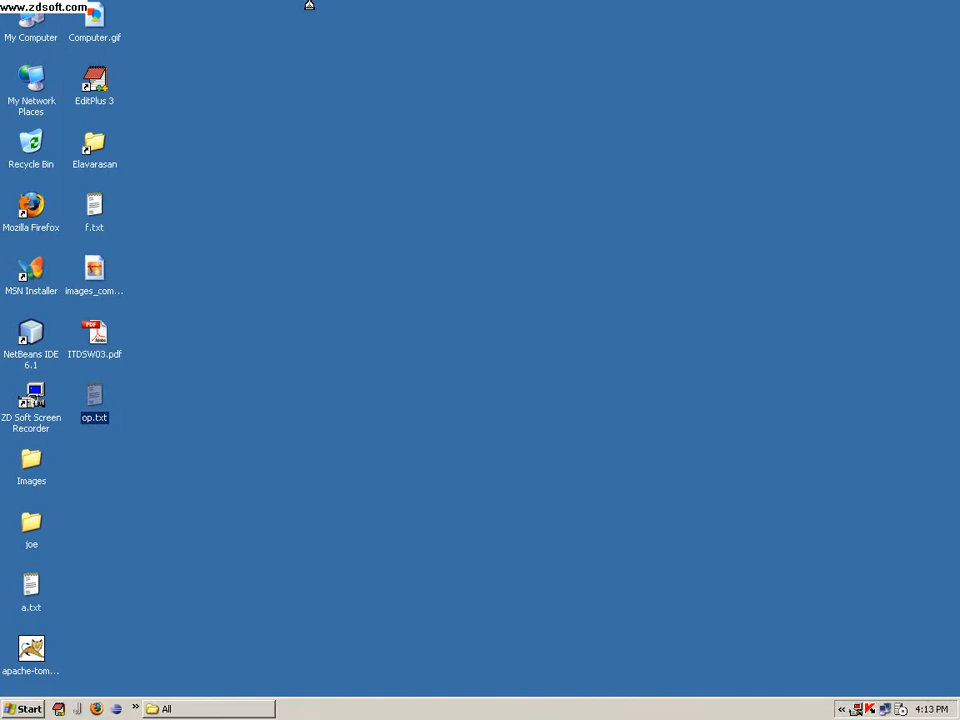 www.zdsoft.com
My Computer
Computer.gif
My Network
Places
EditPlus 3
Recycle Bin
Elavarasan
Mozilla Firefox
f.txt
MSN Installer
images_com...
NetBeans IDE
6.1
PDF
ITDSW03.pdf
ZD Soft Screen
Recorder
op.txt
Images
joe
a.txt
apache-tom...
Start
»
All
«
4:13 PM